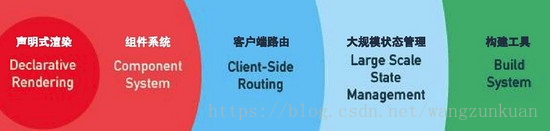 声明式渲染
Declarative
Rendering
组件系统
Component
System
客户端路由
Client-Side
Routing
大规模状态管理
Large Scale
State
Management
构建工具
Build
System
https://blog.csdn.net/wangzunkuan